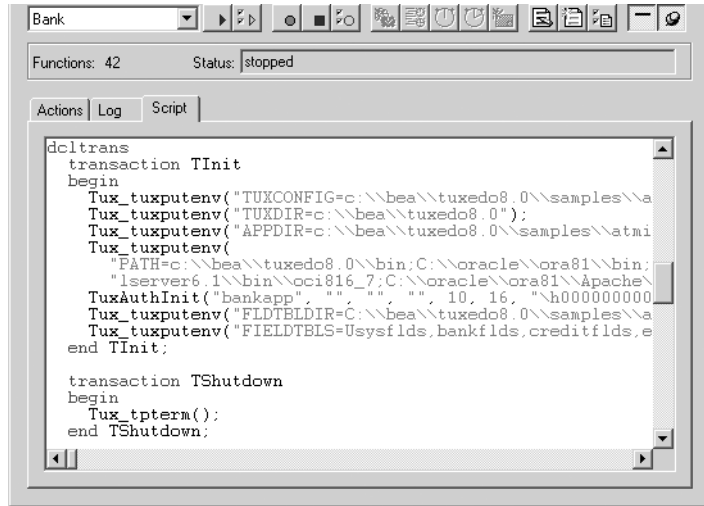 Bank
Functions: 42 Status: stopped
Actions Log Script
dcltrans
transaction TInit
begin
Tux_tuxputenv("TUXCONFIG=c:\\bea\\tuxedo8.0\\samples\\a
Tux_tuxputenv("TUXDIR=c:\\bea\\tuxedo8.0");
Tux_tuxputenv("APPDIR=c:\\bea\\tuxedo8.0\\samples\\atmi
Tux_tuxputenv(
"PATH=c:\\bea\\tuxedo8.0\\bin;C:\\oracle\\ora81\\bin;
"lserver6.1\\bin\\oci816_7;C:\\oracle\\ora81\\Apache\
TuxAuthInit("bankapp", "", "", "", 10, 16, "\h000000000
Tux_tuxputenv("FLDTBLDIR=C:\\bea\\tuxedo8.0\\samples\\a
Tux_tuxputenv("FIELDTBLS=Usysflds,bankflds,creditflds,e
end TInit;
transaction TShutdown
begin
Tux_tpterm();
end TShutdown;